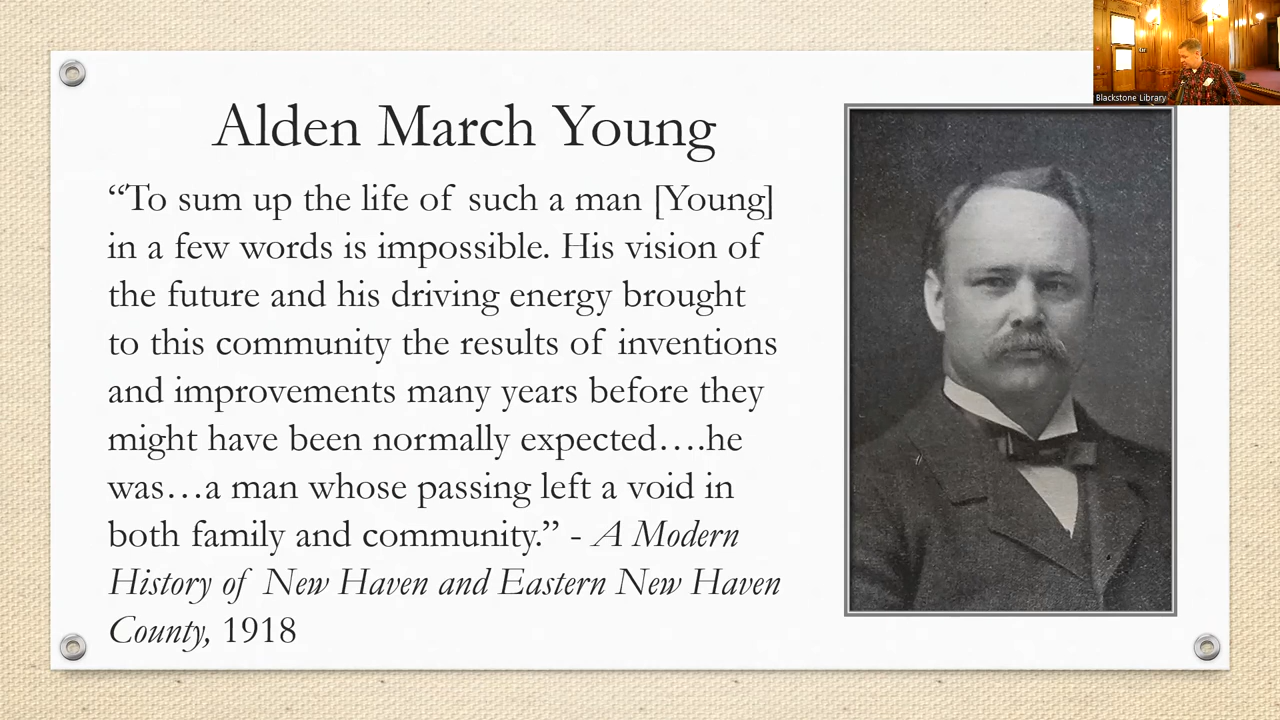 Blackstone Library
Alden March Young
“To sum up the life of such a man [Young]
in a few words is impossible. His vision of
the future and his driving energy brought
to this community the results of inventions
and improvements many years before they
might have been normally expected….he
was…a man whose passing left a void in
both family and community.” - A Modern
History of New Haven and Eastern New Haven
County, 1918